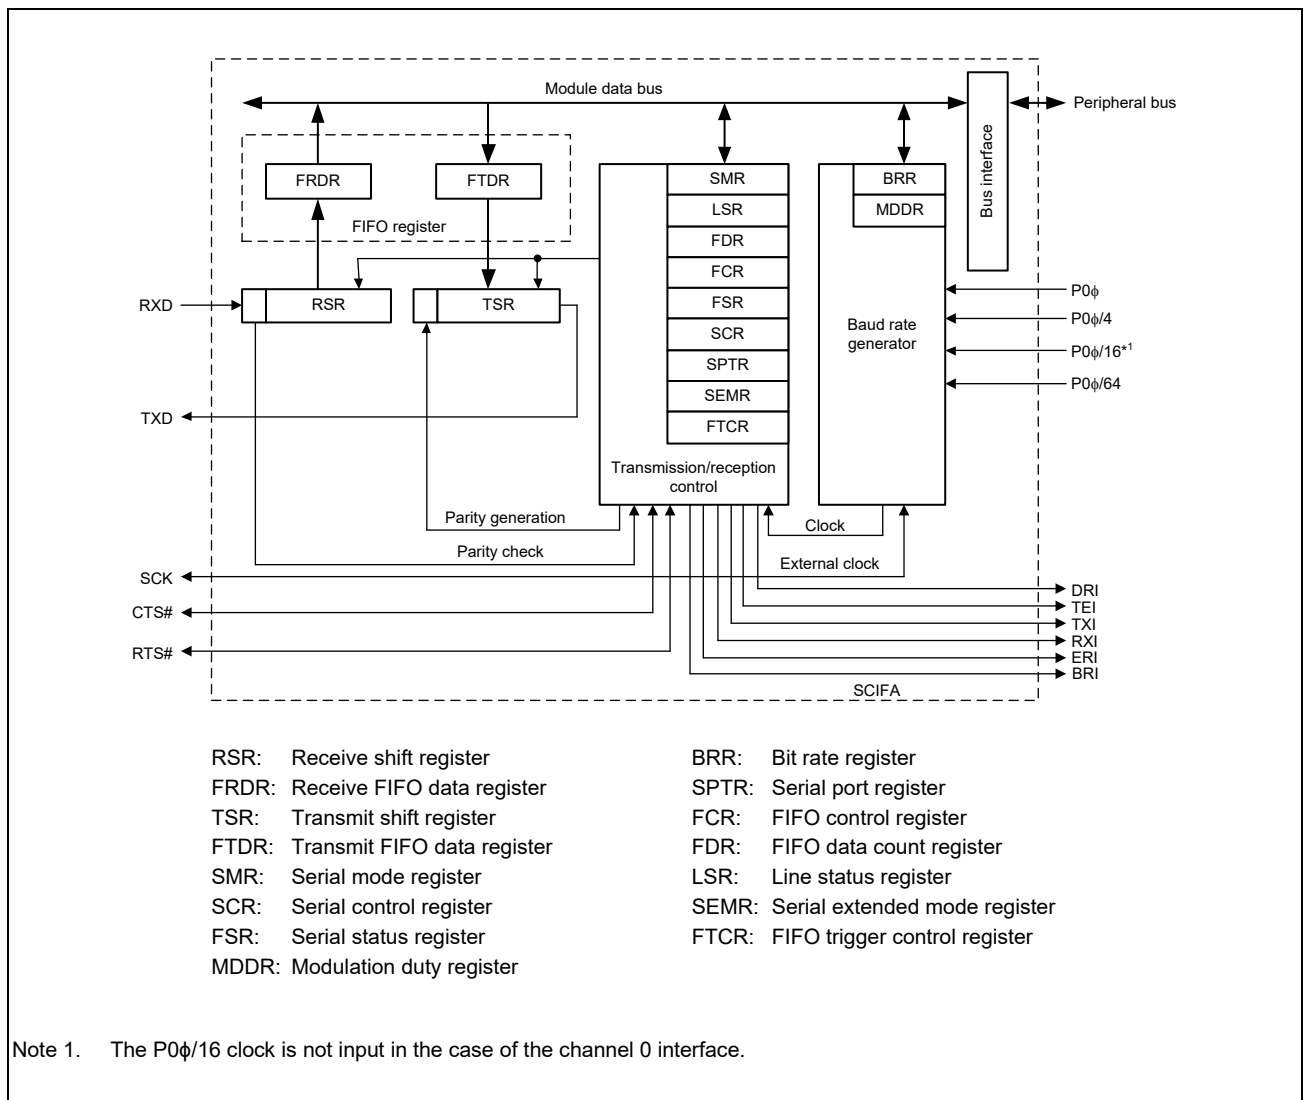 Module data bus
Peripheral bus
Bus interface
FRDR
FTDR
FIFO register
SMR
LSR
FDR
FCR
FSR
SCR
SPTR
SEMR
FTCR
Transmission/reception
control
BRR
MDDR
Baud rate
generator
RXD
RSR
TSR
TXD
P0ϕ
P0ϕ/4
P0ϕ/16*1
P0ϕ/64
Parity generation
Parity check
Clock
External clock
SCK
CTS#
RTS#
DRI
TEI
TXI
RXI
ERI
BRI
SCIFA
RSR: Receive shift register
FRDR: Receive FIFO data register
TSR: Transmit shift register
FTDR: Transmit FIFO data register
SMR: Serial mode register
SCR: Serial control register
FSR: Serial status register
MDDR: Modulation duty register
BRR: Bit rate register
SPTR: Serial port register
FCR: FIFO control register
FDR: FIFO data count register
LSR: Line status register
SEMR: Serial extended mode register
FTCR: FIFO trigger control register
Note 1. The P0ϕ/16 clock is not input in the case of the channel 0 interface.